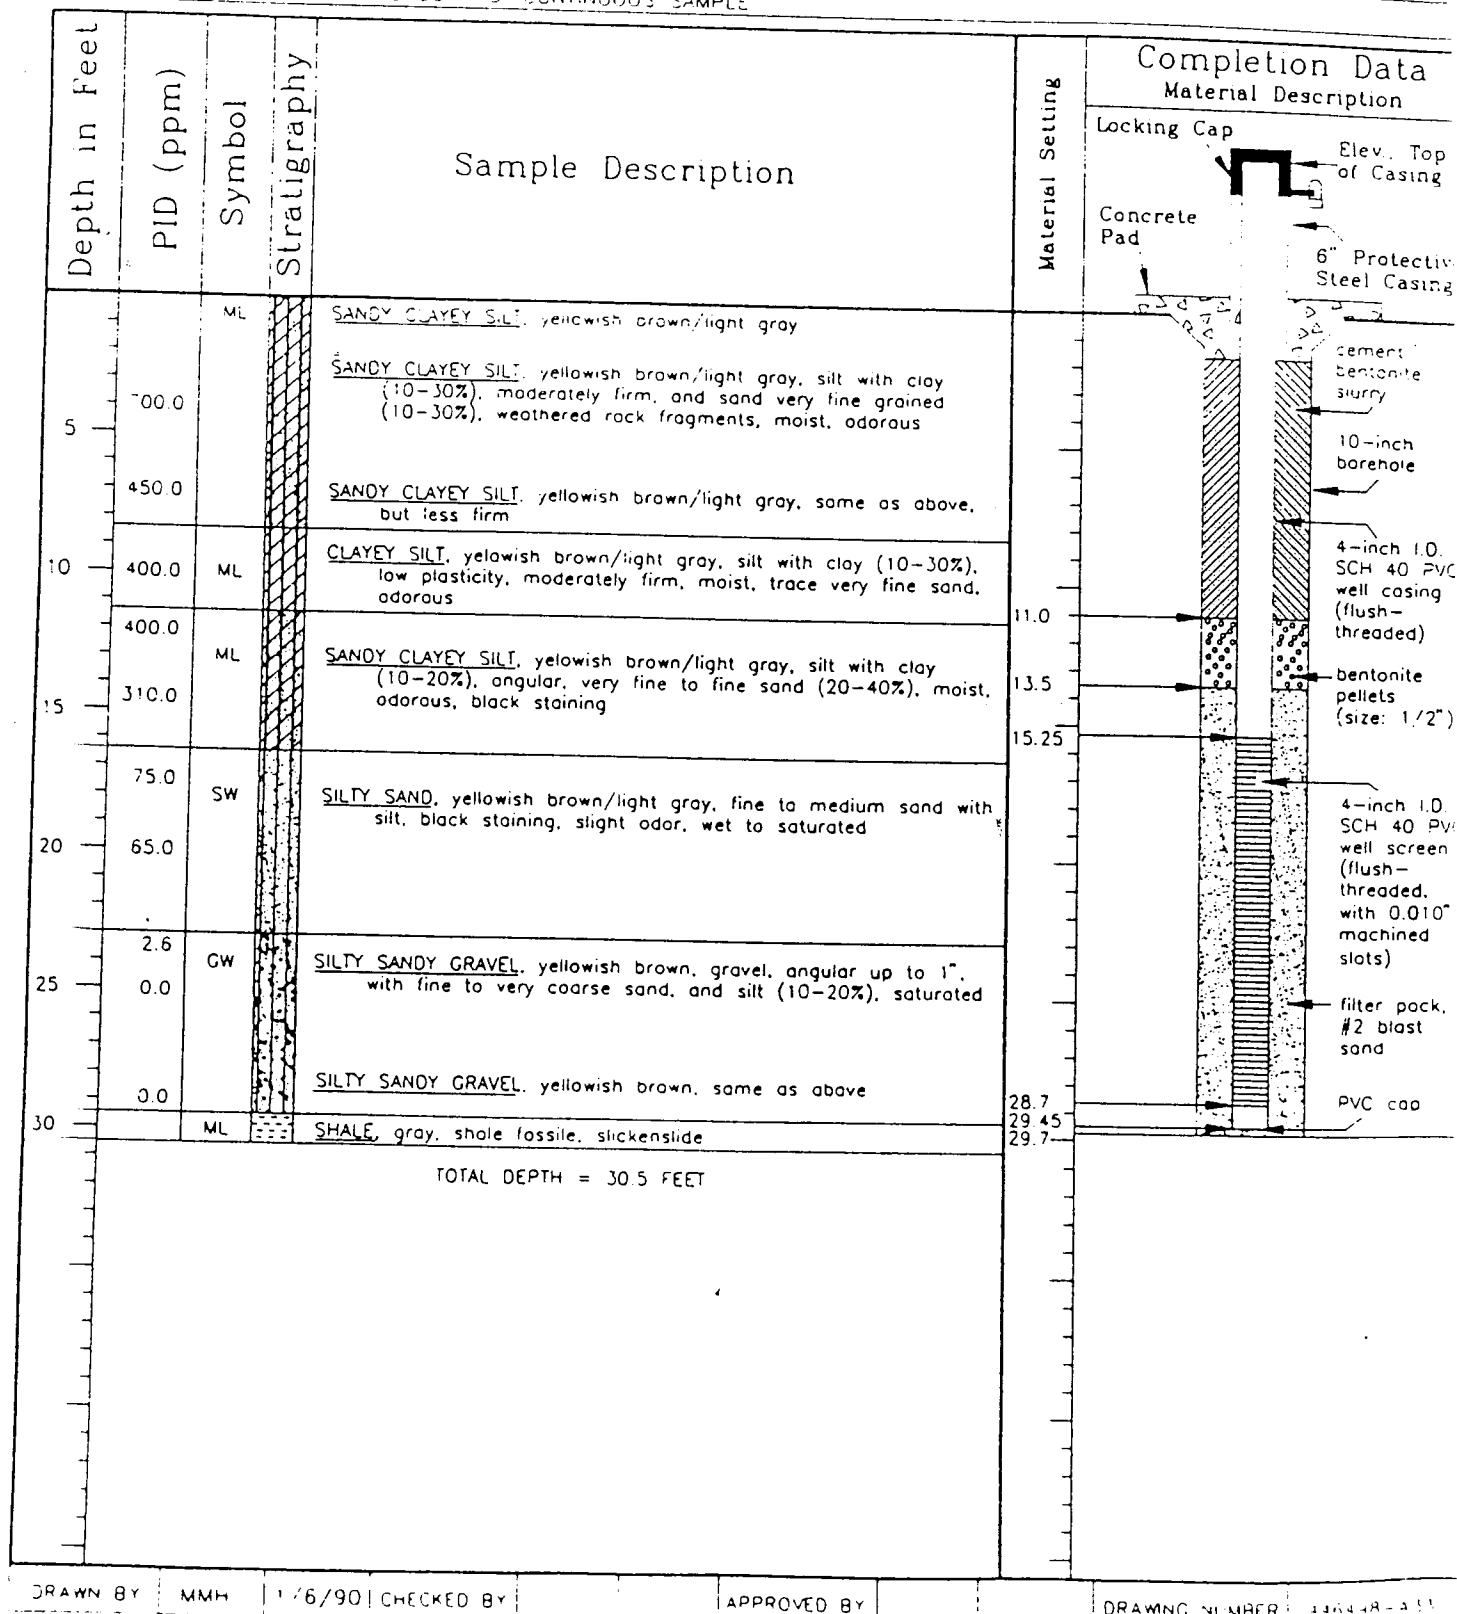 CONTINUOUS SAMPLE
Depth in Feet
PID (ppm)
Symbol
Stratigraphy
Sample Description
Material Setting
Completion Data
Material Description
Locking Cap
Elev., Top
of Casing
Concrete
Pad
6" Protectiv
Steel Casing
ML
SANDY CLAYEY SILT, yellowish brown/light gray
SANDY CLAYEY SILT, yellowish brown/light gray, silt with clay
(10-30%), moderately firm, and sand very fine grained
(10-30%), weathered rock fragments, moist, odorous
00.0
5
cement
bentonite
slurry
10-inch
borehole
450.0
SANDY CLAYEY SILT, yellowish brown/light gray, same as above,
but less firm
10
400.0
ML
CLAYEY SILT, yelowish brown/light gray, silt with clay (10-30%),
low plasticity, moderately firm, moist, trace very fine sand,
odorous
4-inch I.D.
SCH 40 PVC
well casing
(flush-
threaded)
11.0
400.0
ML
SANDY CLAYEY SILT, yelowish brown/light gray, silt with clay
(10-20%), angular, very fine to fine sand (20-40%), moist,
odorous, black staining
310.0
15
13.5
bentonite
pellets
(size: 1/2")
15.25
75.0
SW
SILTY SAND, yellowish brown/light gray, fine to medium sand with
silt, black staining, slight odor, wet to saturated
20
65.0
4-inch I.D.
SCH 40 PV
well screen
(flush-
threaded,
with 0.010"
machined
slots)
2.6
GW
SILTY SANDY GRAVEL, yellowish brown, gravel, angular up to 1",
with fine to very coarse sand, and silt (10-20%), saturated
25
0.0
filter pack,
#2 blast
sand
0.0
SILTY SANDY GRAVEL, yellowish brown, same as above
28.7
PVC cap
30
ML
SHALE, gray, shale fossile, slickenslide
29.45
29.7
TOTAL DEPTH = 30.5 FEET
DRAWN BY MMH /6/90 CHECKED BY APPROVED BY DRAWING NUMBER